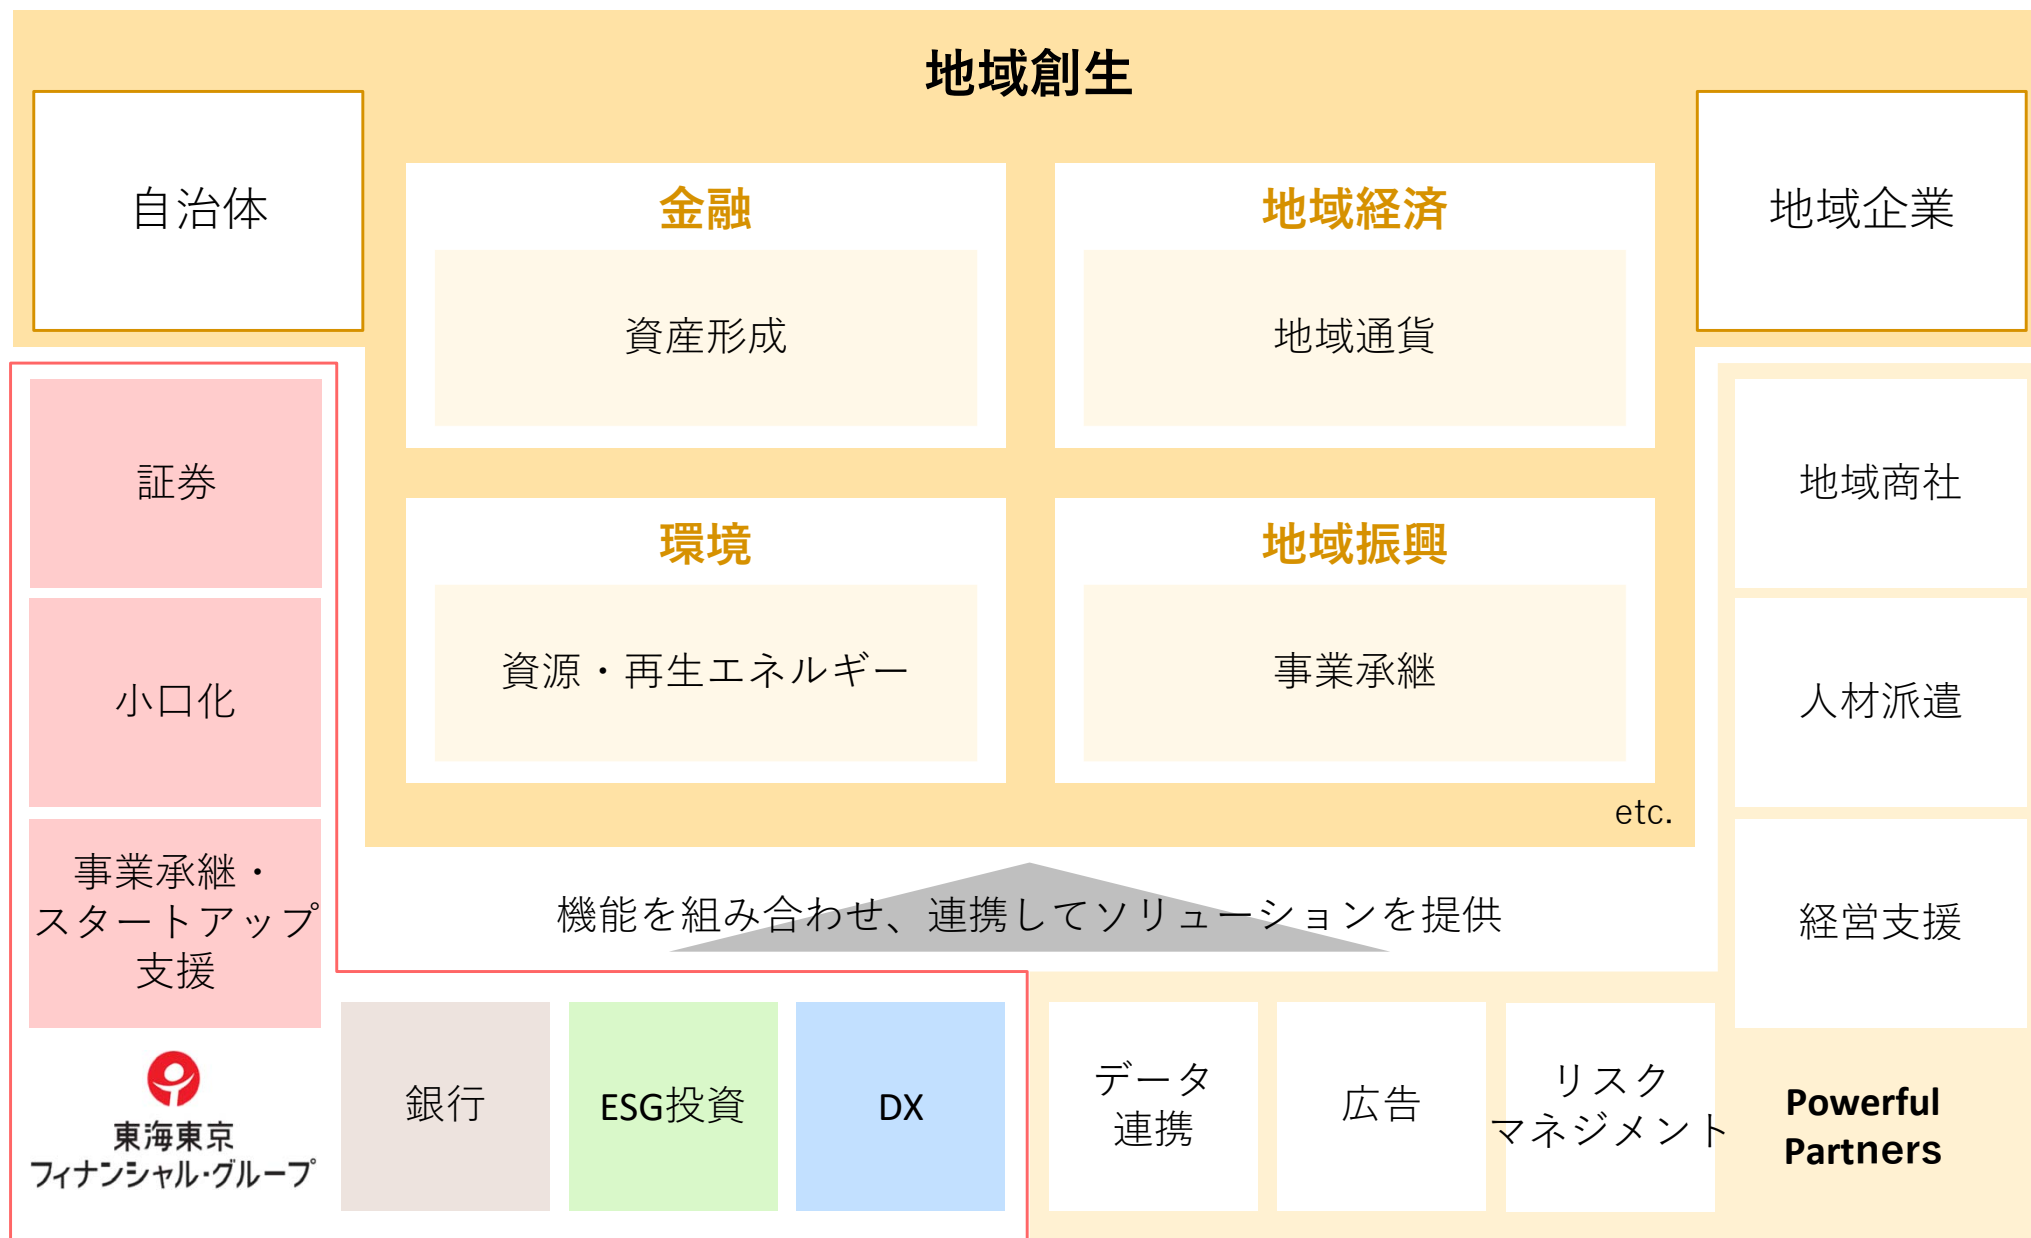 地域創生
自治体
金融
資産形成
地域経済
地域通貨
地域企業
環境
資源・再生エネルギー
地域振興
事業承継
etc.
証券
小口化
事業承継・
スタートアップ
支援
地域商社
人材派遣
経営支援
機能を組み合わせ、連携してソリューションを提供
東海東京
フィナンシャル・グループ
銀行
ESG投資
DX
データ
連携
広告
リスク
マネジメント
Powerful
Partners